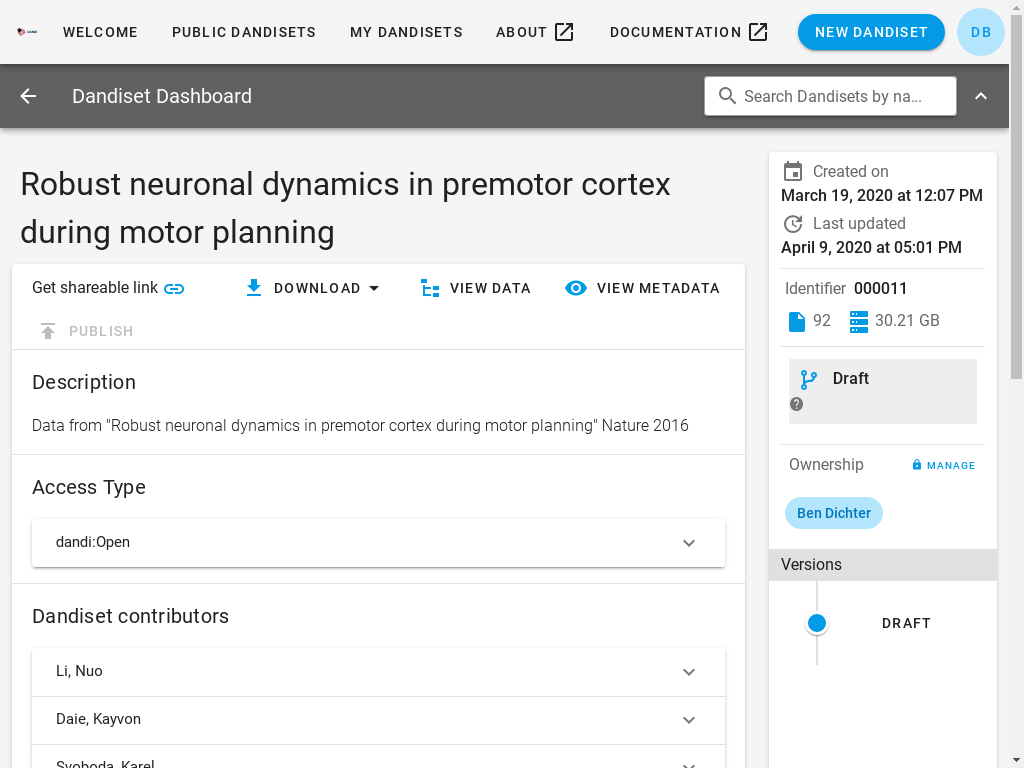 WELCOME PUBLIC DANDISETS MY DANDISETS ABOUT DOCUMENTATION NEW DANDISET DB
Dandiset Dashboard Search Dandisets by na...
Robust neuronal dynamics in premotor cortex
during motor planning
Get shareable link DOWNLOAD VIEW DATA VIEW METADATA
PUBLISH
Description
Data from "Robust neuronal dynamics in premotor cortex during motor planning" Nature 2016
Access Type
dandi:Open
Dandiset contributors
Li, Nuo
Daie, Kayvon
Svoboda, Karel
Created on
March 19, 2020 at 12:07 PM
Last updated
April 9, 2020 at 05:01 PM
Identifier 000011
92 30.21 GB
Draft
Ownership MANAGE
Ben Dichter
Versions
DRAFT